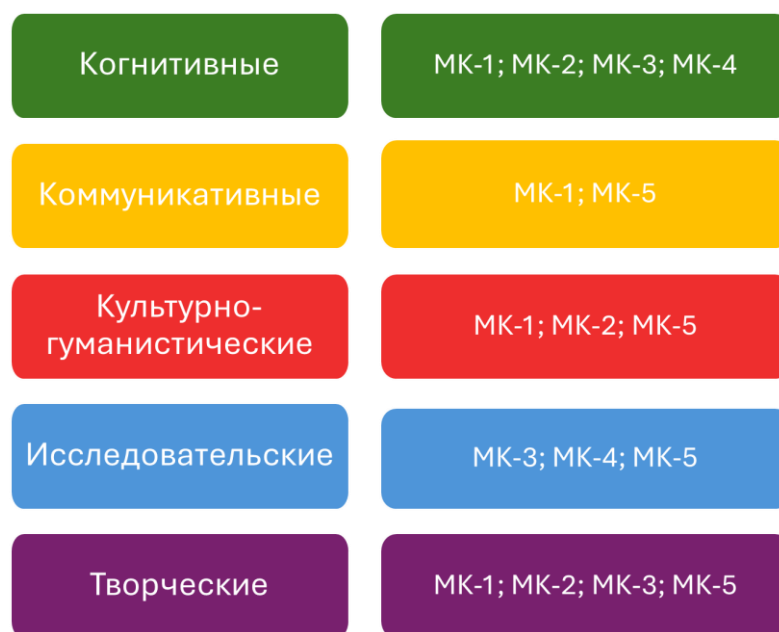 Когнитивные
МК-1; МК-2; МК-3; МК-4
Коммуникативные
МК-1; МК-5
Культурно-
гуманистические
МК-1; МК-2; МК-5
Исследовательские
МК-3; МК-4; МК-5
Творческие
МК-1; МК-2; МК-3; МК-5